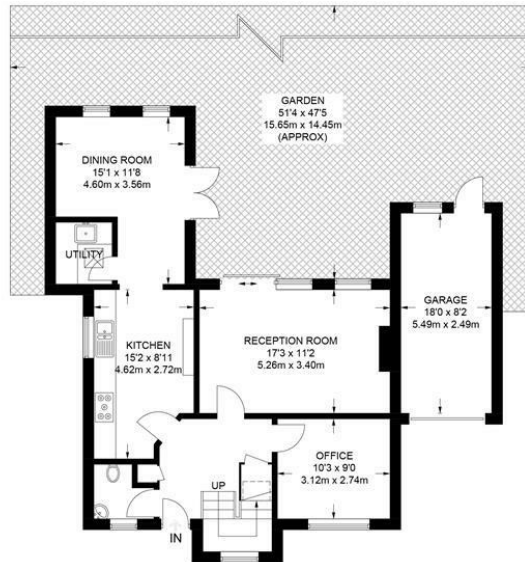 GARDEN
51'4 x 47'5
15.65m x 14.45m
(APPROX)
DINING ROOM
15'1 x 11'8
4.60m x 3.56m
UTILITY
KITCHEN
15'2 x 8'11
4.62m x 2.72m
RECEPTION ROOM
17'3 x 11'2
5.26m x 3.40m
GARAGE
18'0 x 8'2
5.49m x 2.49m
OFFICE
10'3 x 9'0
3.12m x 2.74m
UP
IN